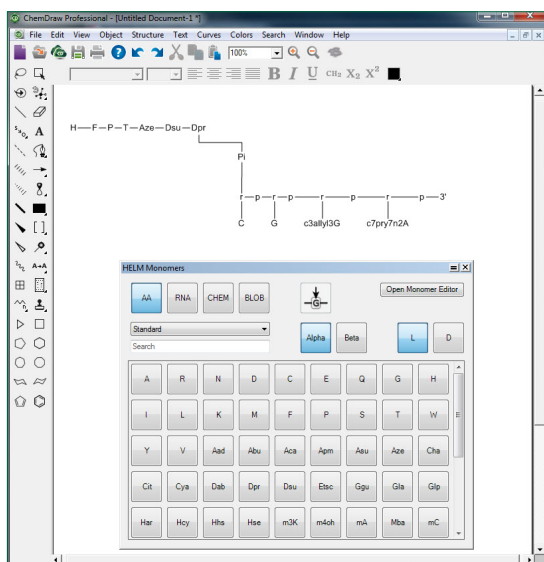 ChemDraw Professional - [Untitled Document-1 *]
File Edit View Object Structure Text Curves Colors Search Window Help
100%
B I U CH₂ X₂ X²
A
A→A
H—F—P—T—Aze—Dsu—Dpr
Pi
r—p—r—p—r—p—r—p—3'
C G c3allyl3G c7pry7n2A
HELM Monomers
AA RNA CHEM BLOB G Open Monomer Editor
Standard Alpha Beta L D
Search
A R N D C E Q G H
I L K M F P S T W
Y V Aad Abu Aca Apm Asu Aze Cha
Cit Cya Dab Dpr Dsu Etsc Ggu Gla Glp
Har Hcy Hhs Hse m3K m4oh mA Mba mC